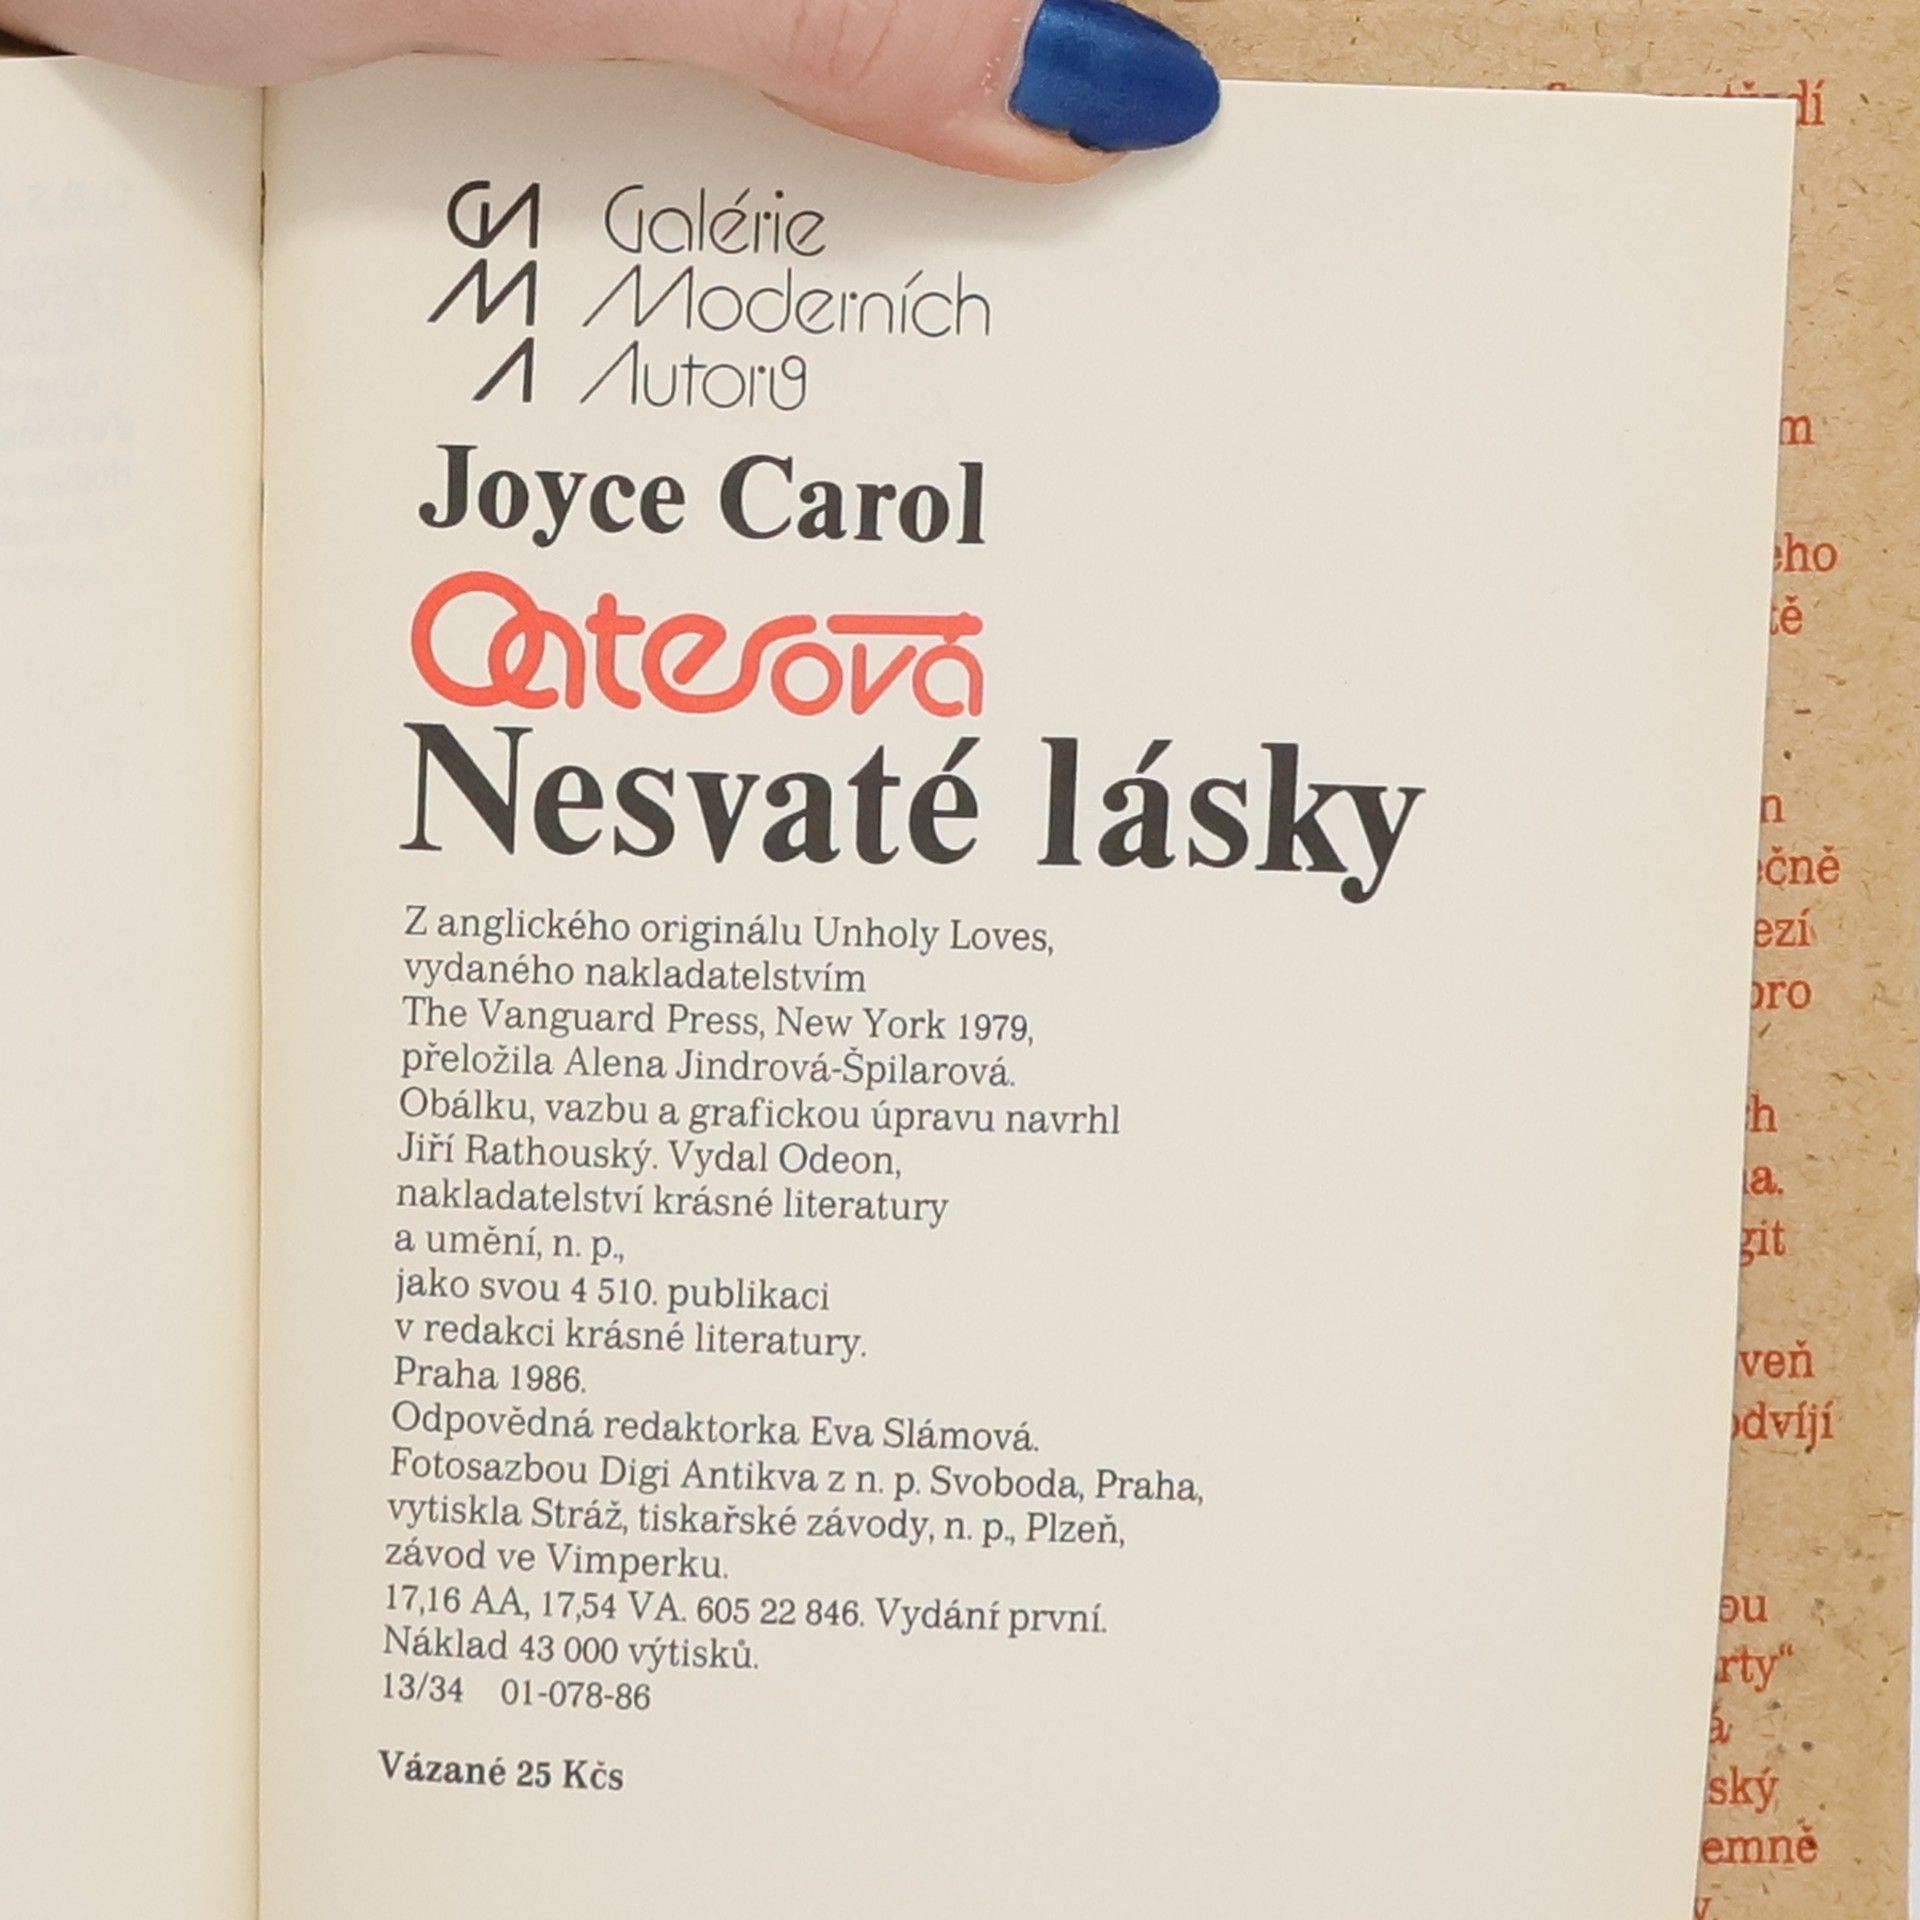 GMA Galérie
Moderních
Autorů
Joyce Carol
Oatesová
Nesvaté lásky
Z anglického originálu Unholy Loves,
vydaného nakladatelstvím
The Vanguard Press, New York 1979,
přeložila Alena Jindrová-Špilarová.
Obálku, vazbu a grafickou úpravu navrhl
Jiří Rathouský. Vydal Odeon,
nakladatelství krásné literatury
a umění, n. p.,
jako svou 4 510. publikaci
v redakci krásné literatury.
Praha 1986.
Odpovědná redaktorka Eva Slámová.
Fotosazbou Digi Antikva z n. p. Svoboda, Praha,
vytiskla Stráž, tiskařské závody, n. p., Plzeň,
závod ve Vimperku.
17,16 AA, 17,54 VA. 605 22 846. Vydání první.
Náklad 43 000 výtisků.
13/34 01-078-86
Vázané 25 Kčs